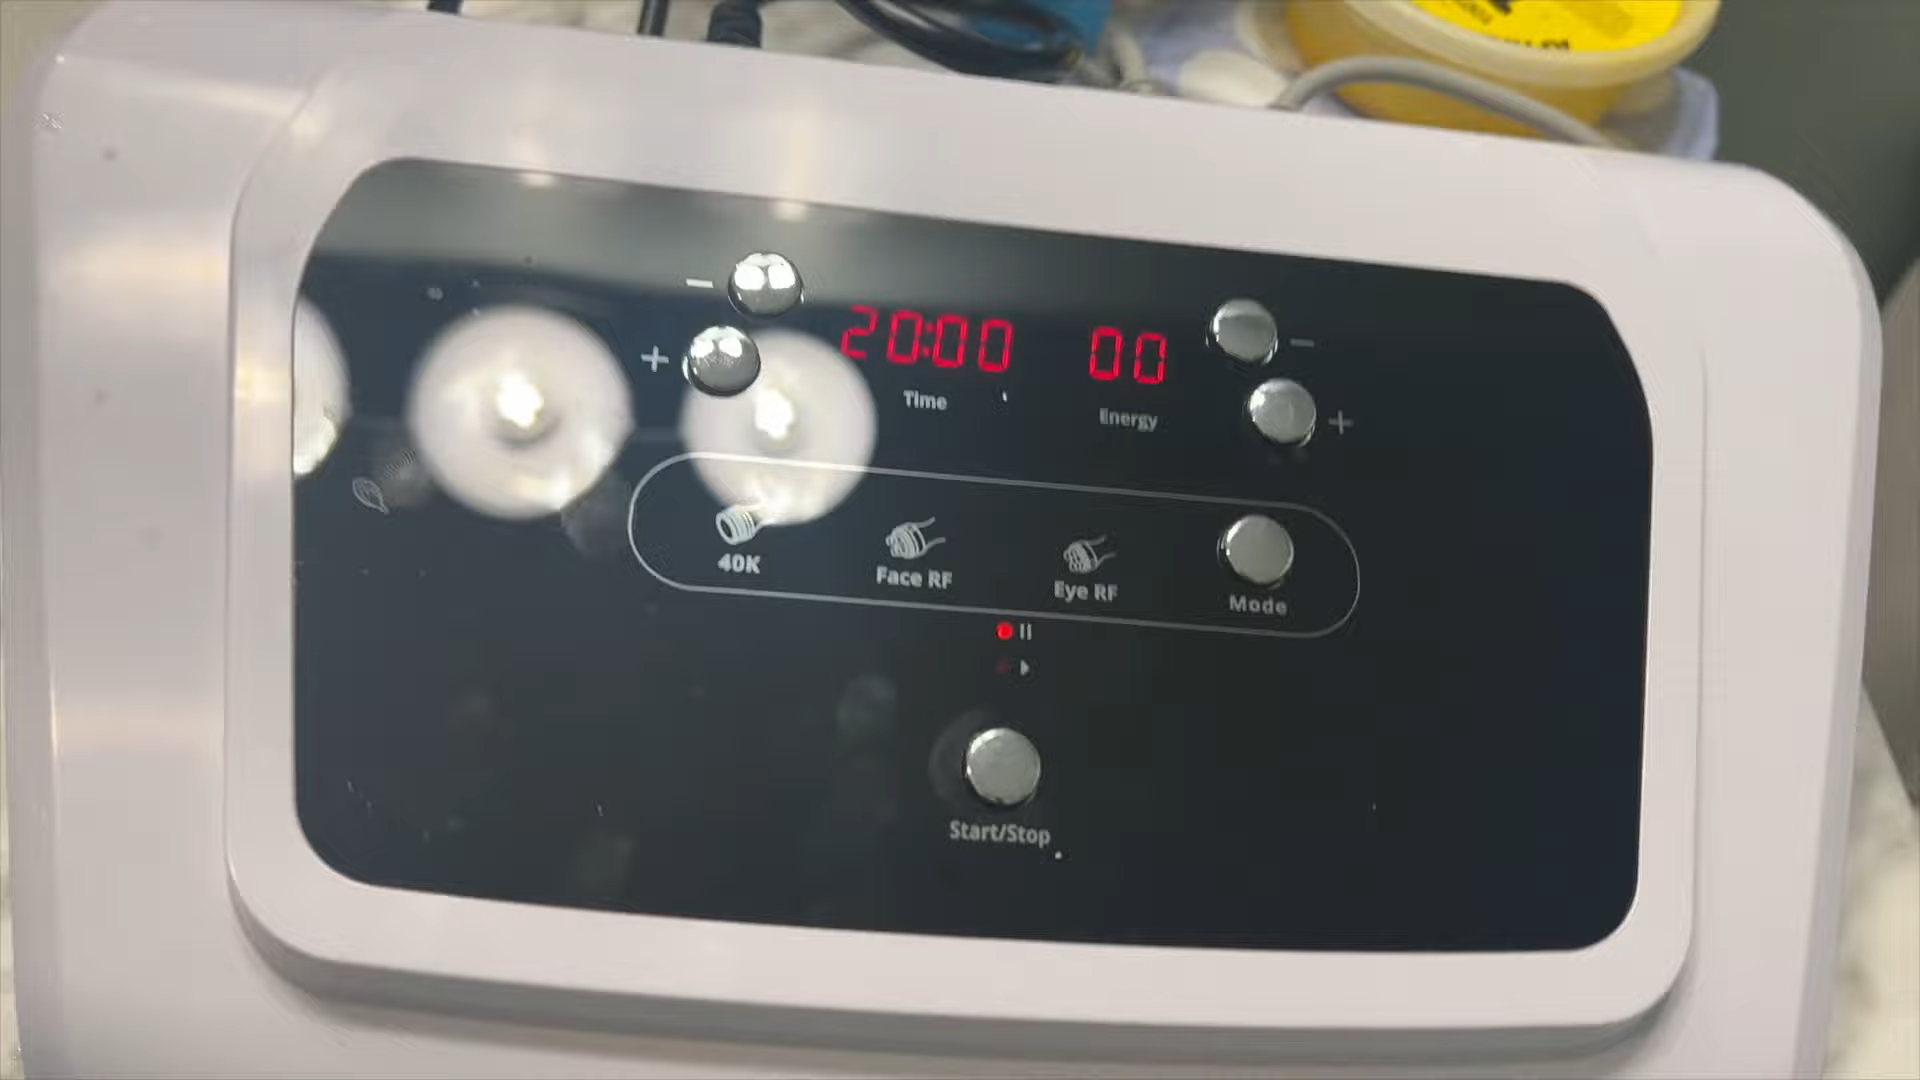 −
+
20:00
00
−
+
Time
Energy
40K
Face RF
Eye RF
Mode
Start/Stop